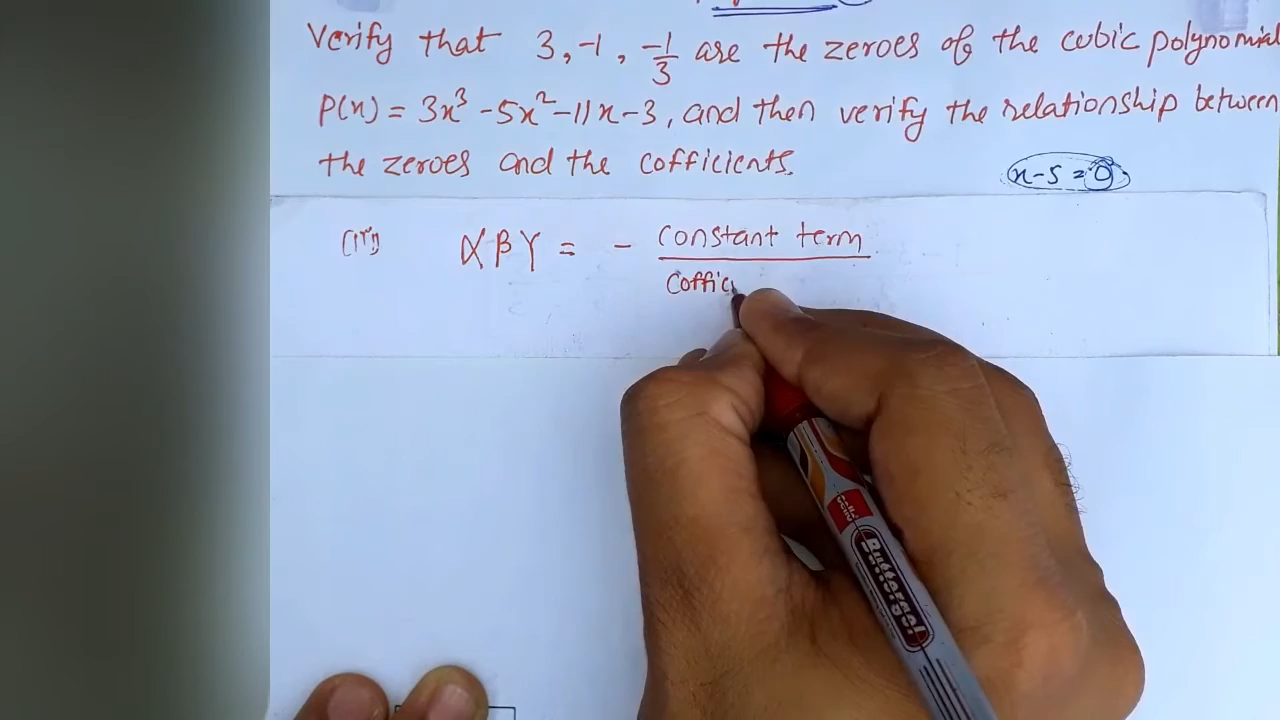 Verify that 3, -1, -1/3 are the zeroes of the cubic polynomial
P(x) = 3x³ - 5x² - 11x - 3, and then verify the relationship between
the zeroes and the cofficients.
x-5 = 0
(iii) αβγ = - constant term
Coffic
Buttergel